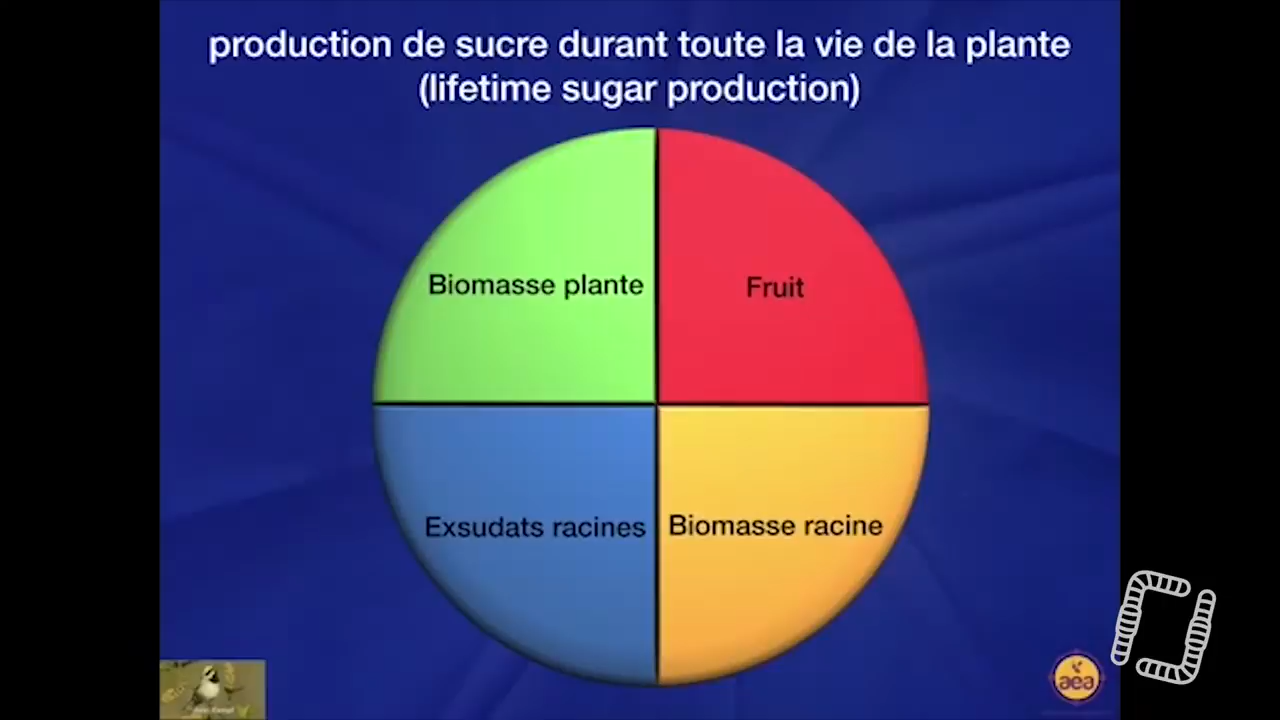 production de sucre durant toute la vie de la plante
(lifetime sugar production)
Biomasse plante
Fruit
Exsudats racines
Biomasse racine
aea